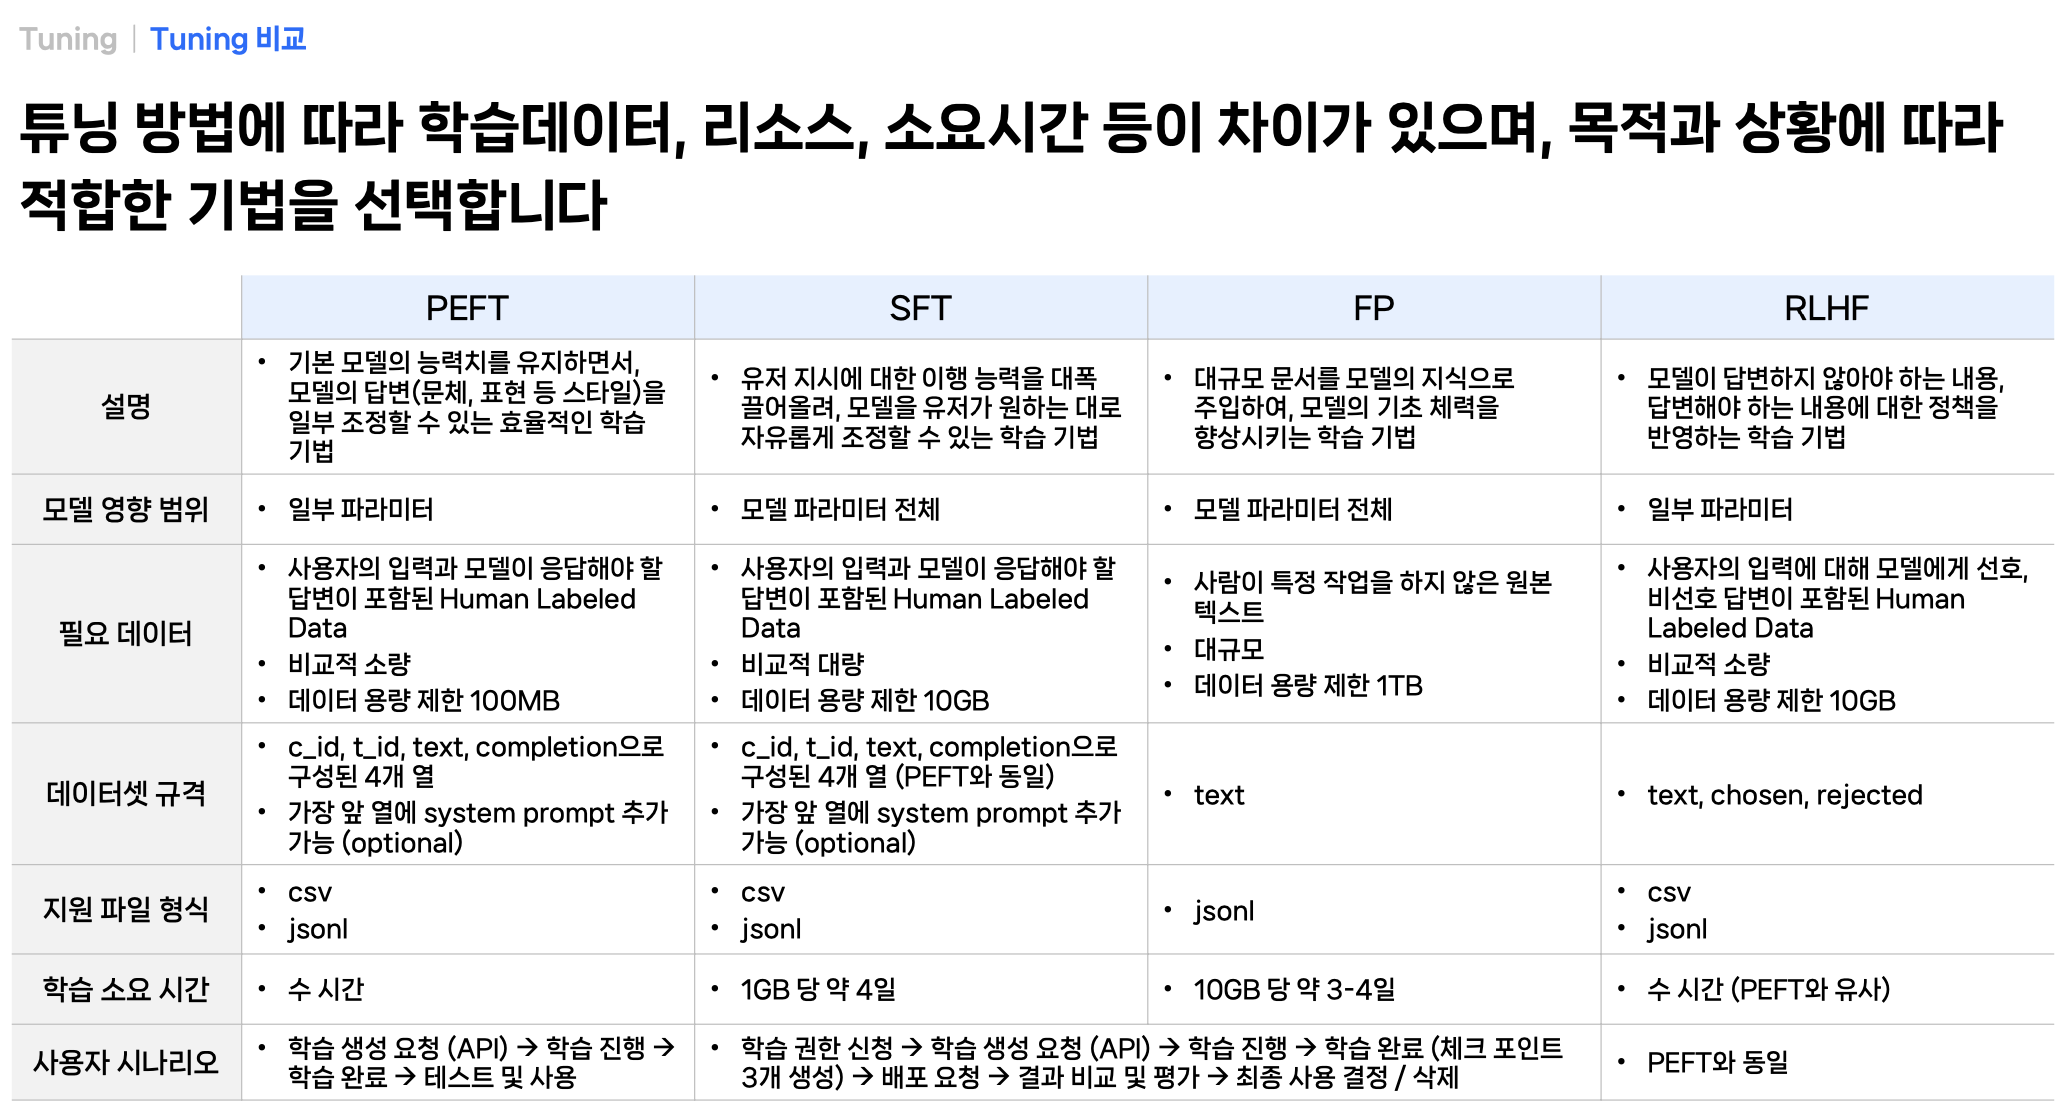 Tuning | Tuning 비교
튜닝 방법에 따라 학습데이터, 리소스, 소요시간 등이 차이가 있으며, 목적과 상황에 따라
적합한 기법을 선택합니다
PEFT
SFT
FP
RLHF
설명
• 기본 모델의 능력치를 유지하면서,
모델의 답변(문체, 표현 등 스타일)을
일부 조정할 수 있는 효율적인 학습
기법
• 유저 지시에 대한 이행 능력을 대폭
끌어올려, 모델을 유저가 원하는 대로
자유롭게 조정할 수 있는 학습 기법
• 대규모 문서를 모델의 지식으로
주입하여, 모델의 기초 체력을
향상시키는 학습 기법
• 모델이 답변하지 않아야 하는 내용,
답변해야 하는 내용에 대한 정책을
반영하는 학습 기법
모델 영향 범위
• 일부 파라미터
• 모델 파라미터 전체
• 모델 파라미터 전체
• 일부 파라미터
필요 데이터
• 사용자의 입력과 모델이 응답해야 할
답변이 포함된 Human Labeled
Data
• 비교적 소량
• 데이터 용량 제한 100MB
• 사용자의 입력과 모델이 응답해야 할
답변이 포함된 Human Labeled
Data
• 비교적 대량
• 데이터 용량 제한 10GB
• 사람이 특정 작업을 하지 않은 원본
텍스트
• 대규모
• 데이터 용량 제한 1TB
• 사용자의 입력에 대해 모델에게 선호,
비선호 답변이 포함된 Human
Labeled Data
• 비교적 소량
• 데이터 용량 제한 10GB
데이터셋 규격
• c_id, t_id, text, completion으로
구성된 4개 열
• 가장 앞 열에 system prompt 추가
가능 (optional)
• c_id, t_id, text, completion으로
구성된 4개 열 (PEFT와 동일)
• 가장 앞 열에 system prompt 추가
가능 (optional)
• text
• text, chosen, rejected
지원 파일 형식
• csv
• jsonl
• csv
• jsonl
• jsonl
• csv
• jsonl
학습 소요 시간
• 수 시간
• 1GB 당 약 4일
• 10GB 당 약 3-4일
• 수 시간 (PEFT와 유사)
사용자 시나리오
• 학습 생성 요청 (API) → 학습 진행 →
학습 완료 → 테스트 및 사용
• 학습 권한 신청 → 학습 생성 요청 (API) → 학습 진행 → 학습 완료 (체크 포인트
3개 생성) → 배포 요청 → 결과 비교 및 평가 → 최종 사용 결정 / 삭제
• PEFT와 동일